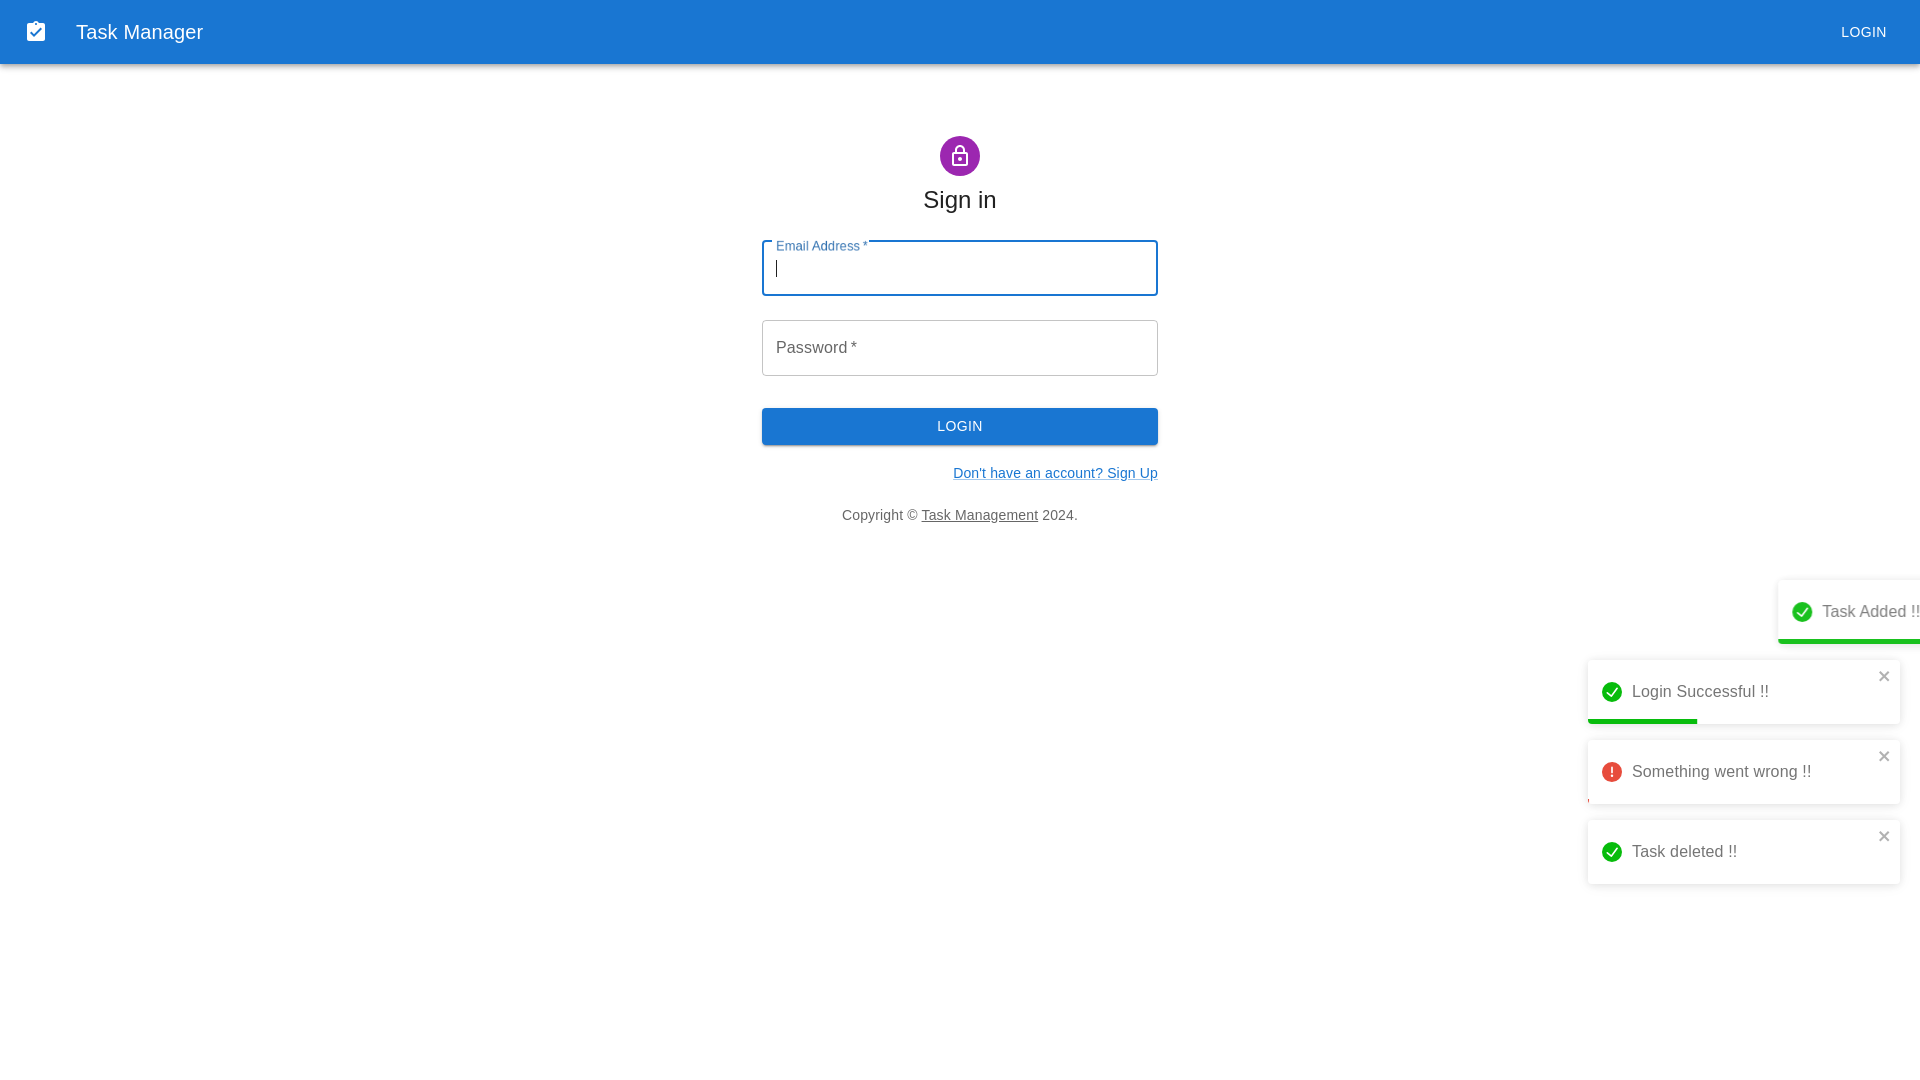 Task Manager
LOGIN
Sign in
Email Address *
Password *
LOGIN
Don't have an account? Sign Up
Copyright © Task Management 2024.
Task Added !!
Login Successful !!
Something went wrong !!
Task deleted !!